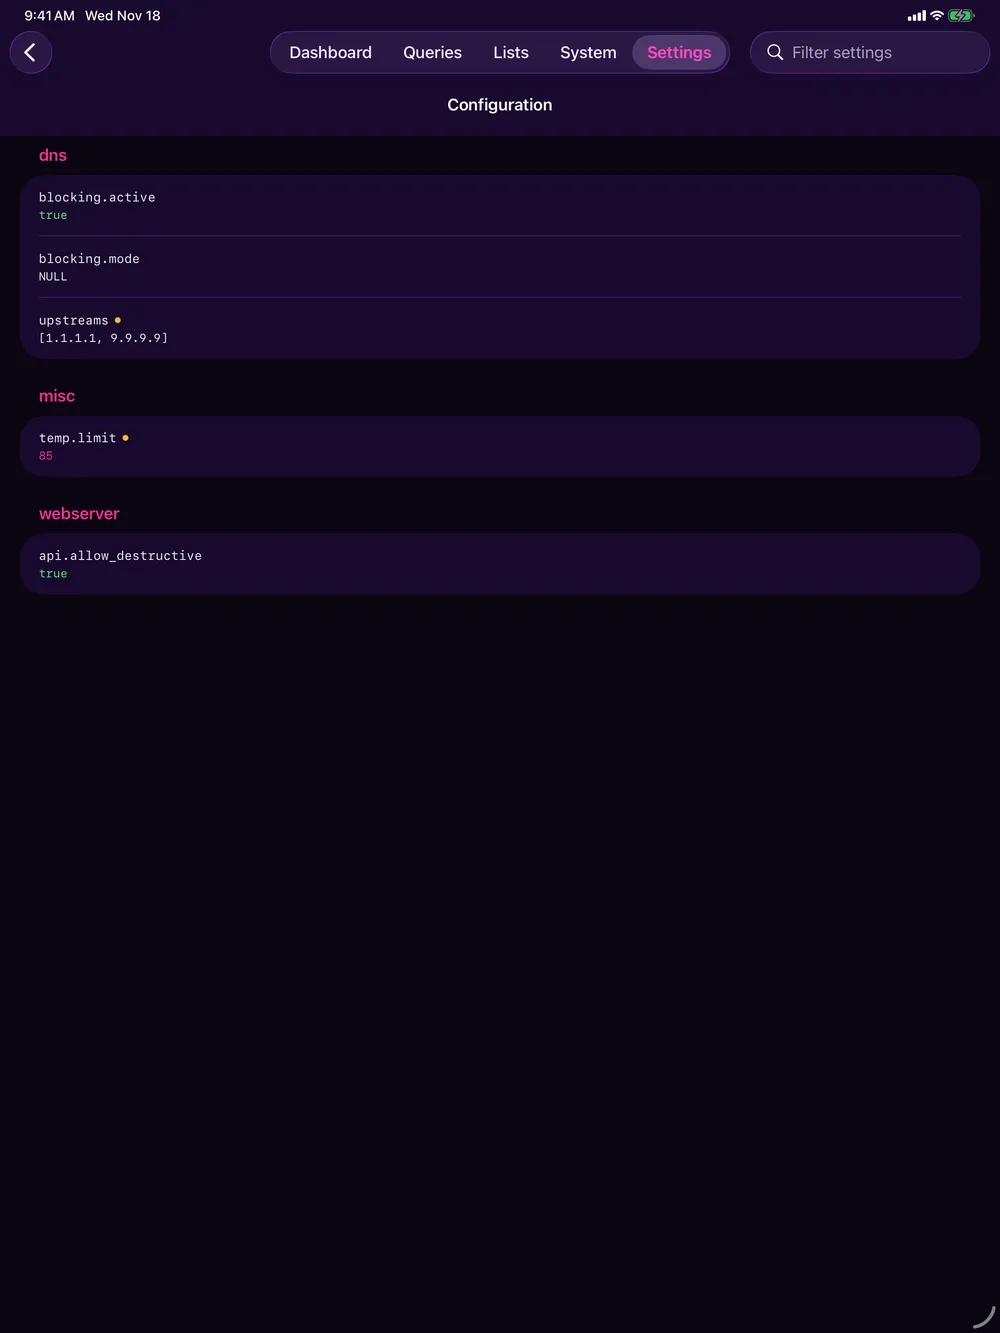 9:41 AM Wed Nov 18
Dashboard Queries Lists System Settings
Filter settings
Configuration
dns
blocking.active
true
blocking.mode
NULL
upstreams
[1.1.1.1, 9.9.9.9]
misc
temp.limit
85
webserver
api.allow_destructive
true